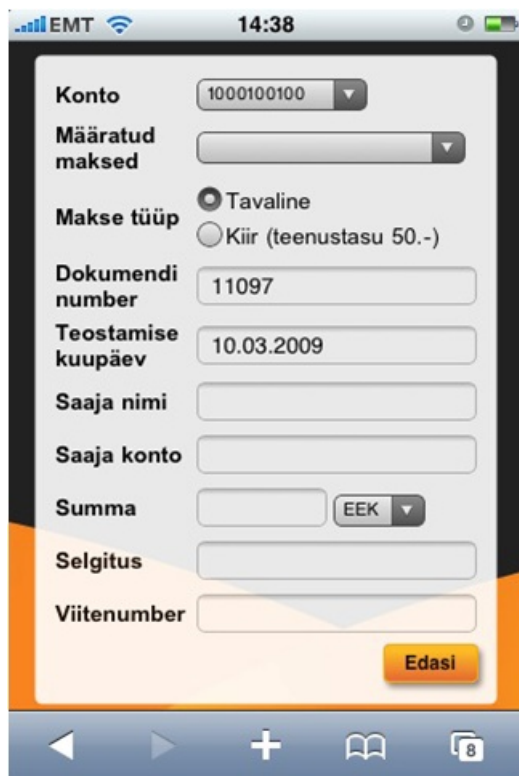 EMT 14:38
Konto 1000100100
Määratud
maksed
Makse tüüp Tavaline
Kiir (teenustasu 50.-)
Dokumendi
number 11097
Teostamise
kuupäev 10.03.2009
Saaja nimi
Saaja konto
Summa EEK
Selgitus
Viitenumber
Edasi
8